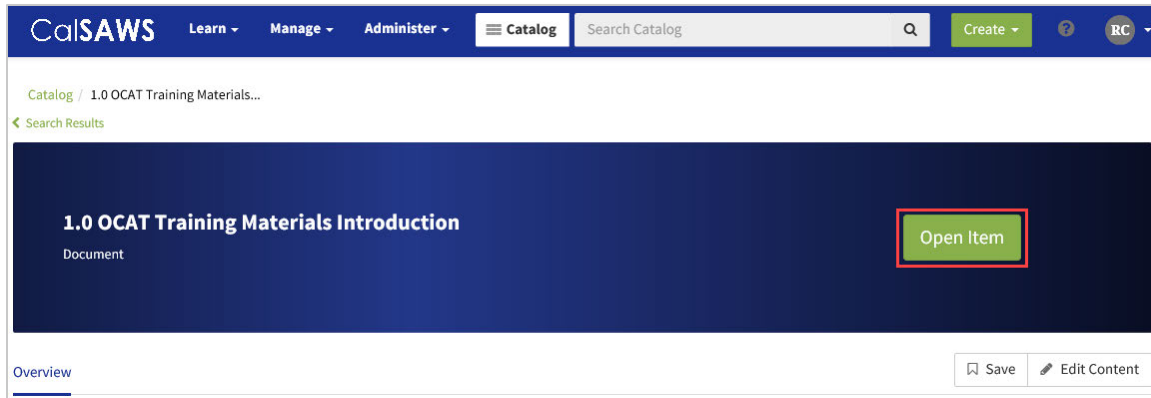 CalSAWS Learn Manage Administer Catalog Search Catalog Create ? RC
Catalog / 1.0 OCAT Training Materials...
Search Results
1.0 OCAT Training Materials Introduction
Document
Open Item
Overview Save Edit Content